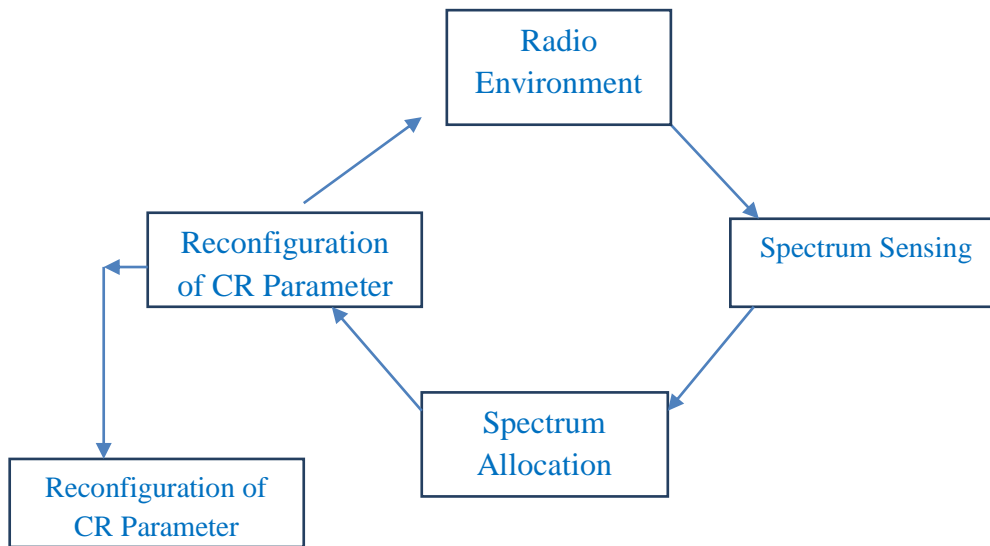 Radio
Environment
Spectrum Sensing
Reconfiguration
of CR Parameter
Spectrum
Allocation
Reconfiguration of
CR Parameter